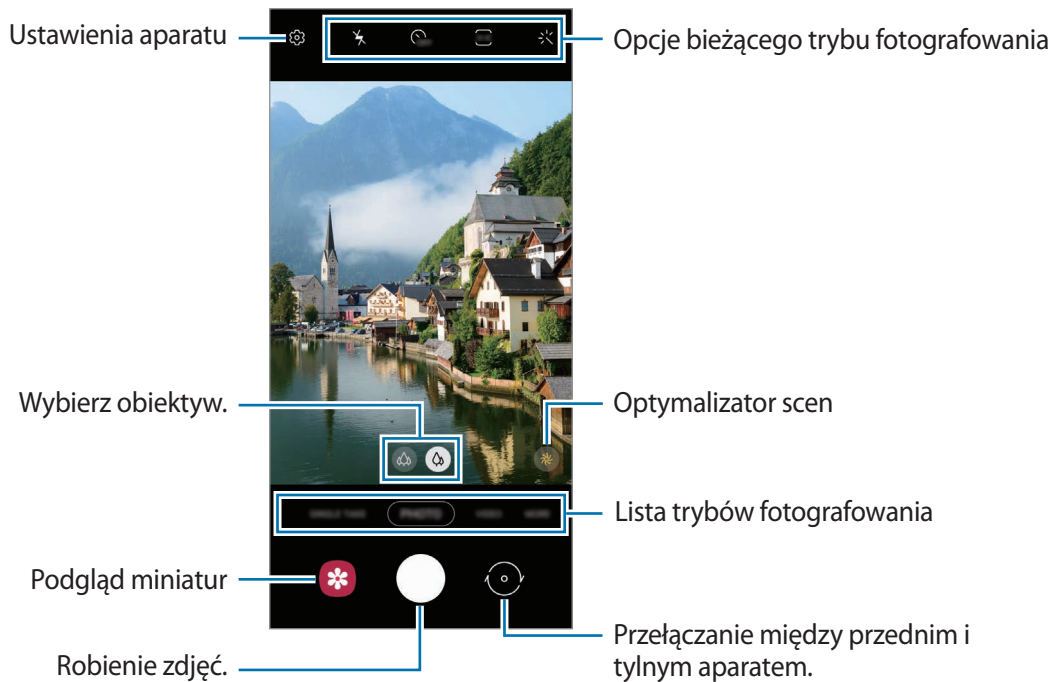 Ustawienia aparatu
Opcje bieżącego trybu fotografowania
Wybierz obiektyw.
Optymalizator scen
Lista trybów fotografowania
Podgląd miniatur
Robienie zdjęć.
Przełączanie między przednim i
tylnym aparatem.